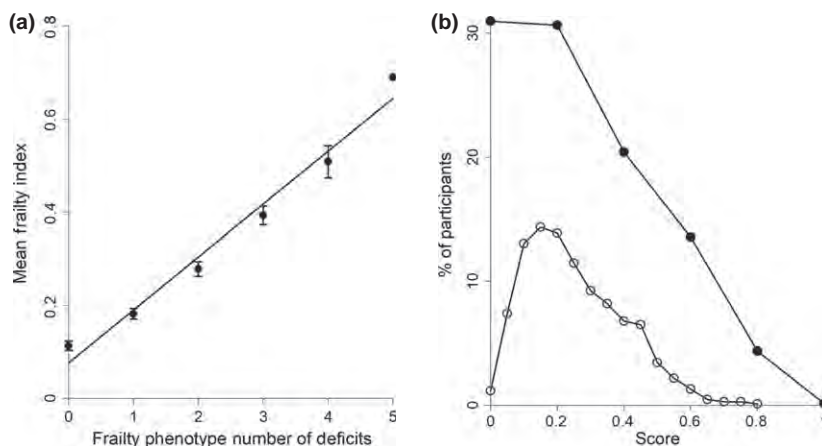 (a)
0.8
0.6
0.4
0.2
0
Mean frailty index
0 1 2 3 4 5
Frailty phenotype number of deficits
(b)
30
20
10
0
% of participants
0 0.2 0.4 0.6 0.8 1
Score